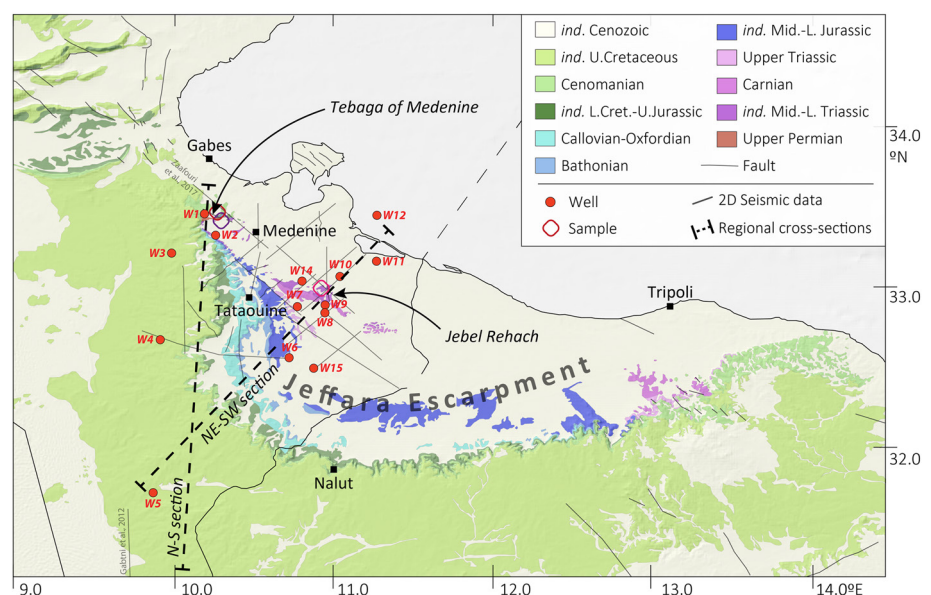 ind. Cenozoic
ind. U.Cretaceous
Cenomanian
ind. L.Cret.-U.Jurassic
Callovian-Oxfordian
Bathonian
ind. Mid.-L. Jurassic
Upper Triassic
Carnian
ind. Mid-L. Triassic
Upper Permian
Fault
Well
Sample
2D Seismic data
Regional cross-sections
Tebaga of Medenine
Gabes
Zaafouri
et al., 2017
34.0
ºN
W1
W2
W12
Medenine
W3
W11
W10
W14
W7
W9
W8
33.0
Tripoli
Tataouine
Jebel Rehach
W4
W6
W15
Jeffara Escarpment
NE-SW section
32.0
Nalut
W5
N-S section
Gabtni et al., 2012
9.0
10.0
11.0
12.0
13.0
14.0ºE